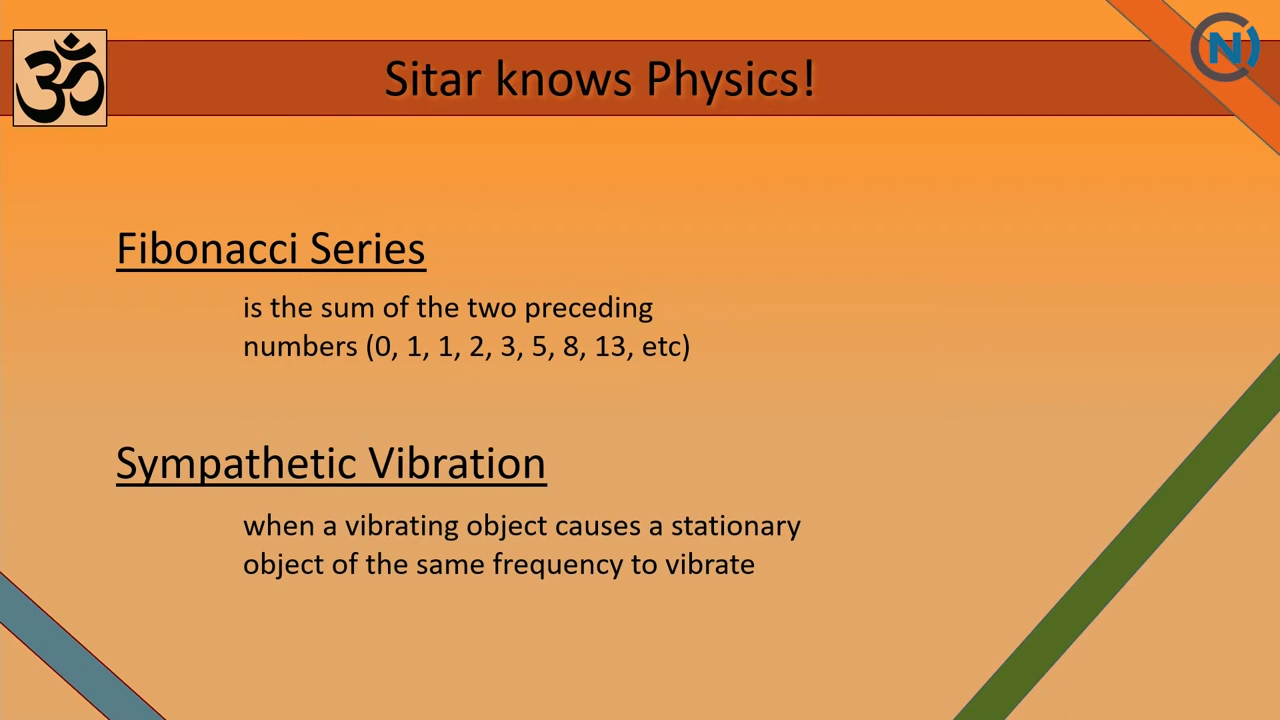 ॐ
Sitar knows Physics!
N
Fibonacci Series
is the sum of the two preceding
numbers (0, 1, 1, 2, 3, 5, 8, 13, etc)
Sympathetic Vibration
when a vibrating object causes a stationary
object of the same frequency to vibrate